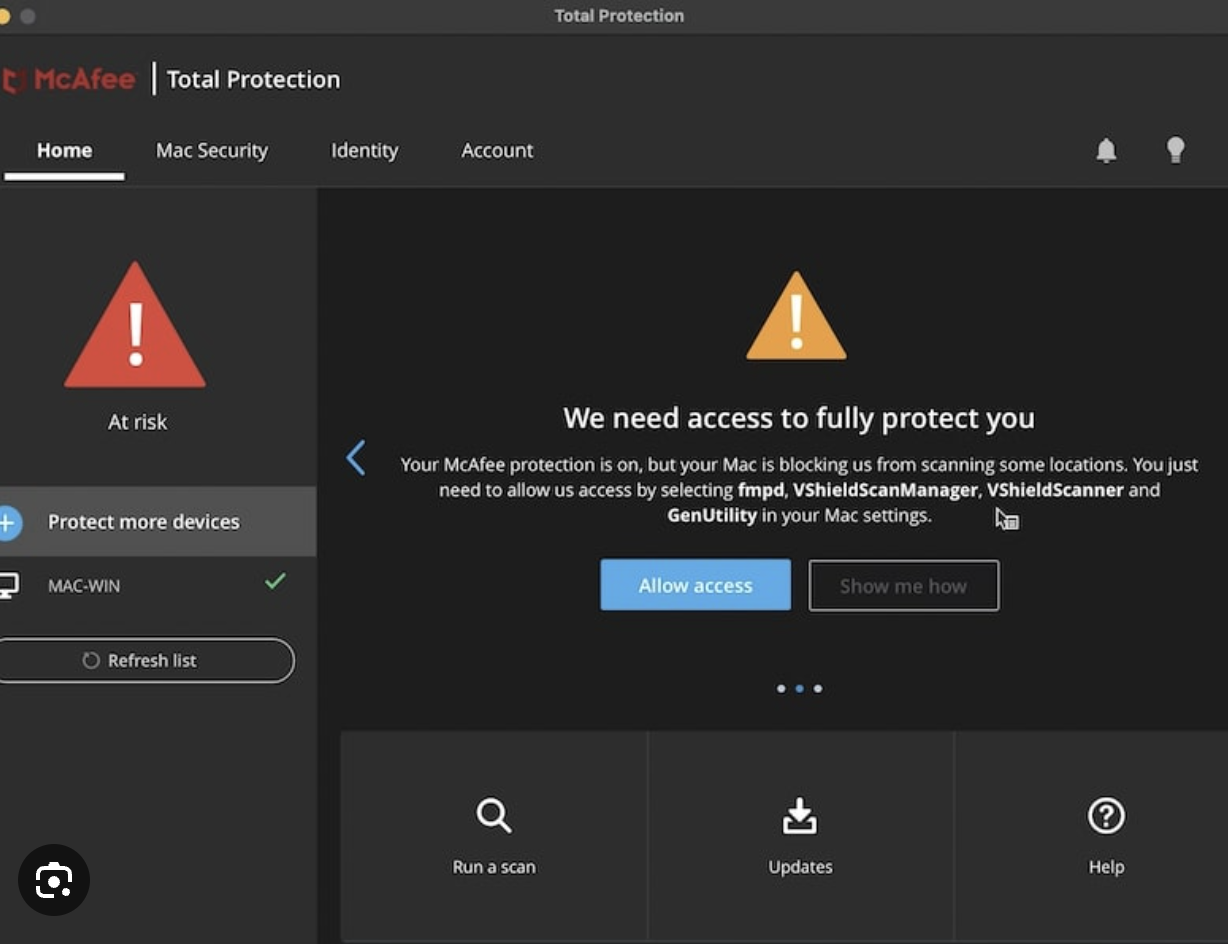 Total Protection
McAfee | Total Protection
Home Mac Security Identity Account
At risk
We need access to fully protect you
Your McAfee protection is on, but your Mac is blocking us from scanning some locations. You just
need to allow us access by selecting fmpd, VShieldScanManager, VShieldScanner and
GenUtility in your Mac settings.
Allow access Show me how
Protect more devices
MAC-WIN
Refresh list
Run a scan Updates Help